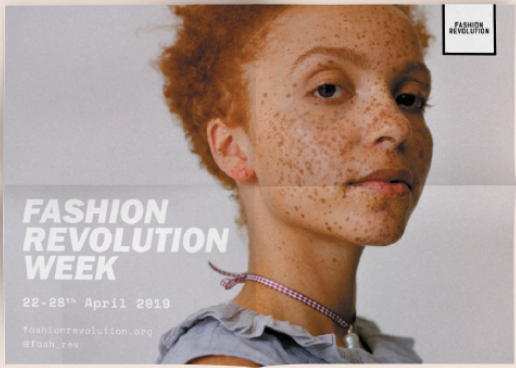 FASHION
REVOLUTION
FASHION
REVOLUTION
WEEK
22-28th April 2019
fashionrevolution.org
@fash_rev